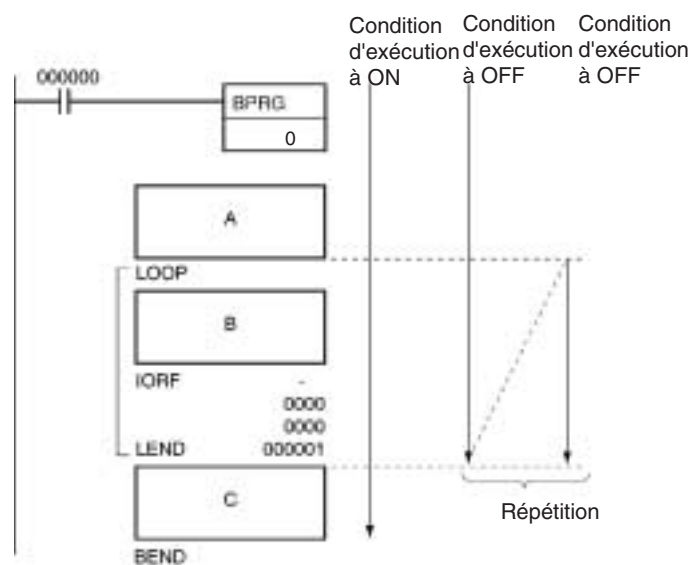 Condition Condition Condition
d'exécution d'exécution d'exécution
à ON à OFF à OFF
000000
BPRG
0
A
LOOP
B
IORF -
0000
0000
LEND 000001
C
Répétition
BEND